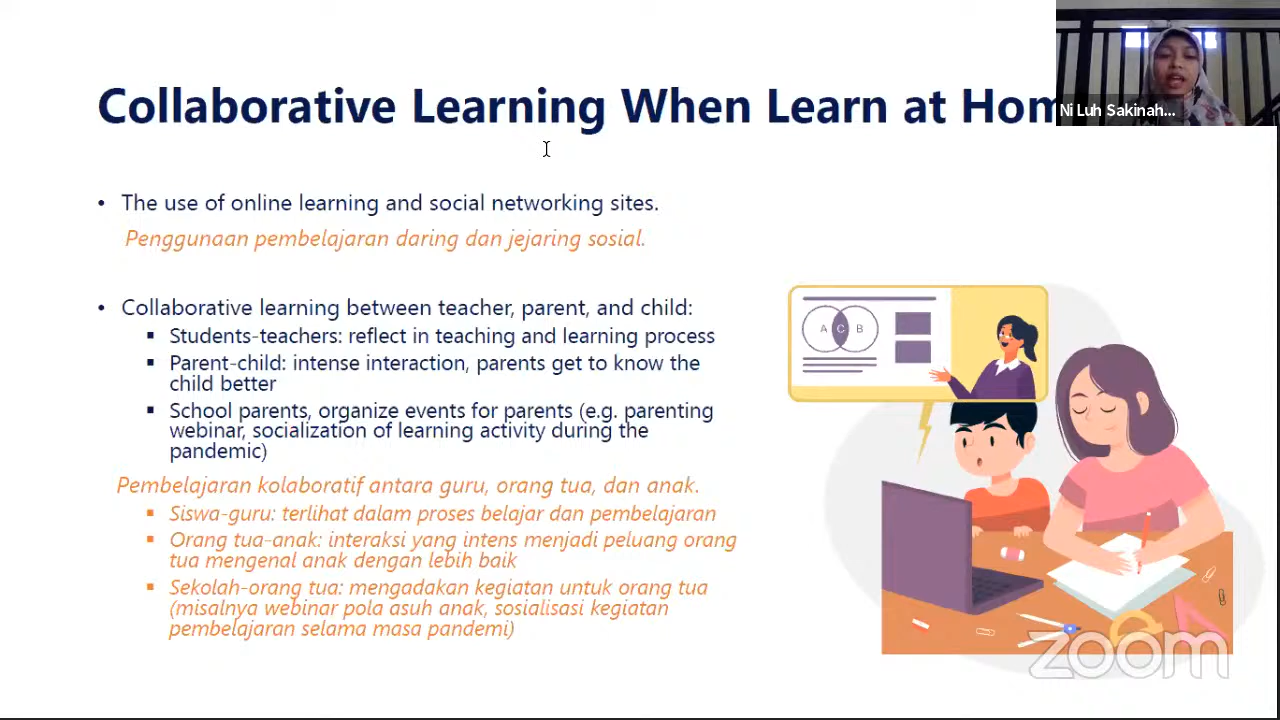 Collaborative Learning When Learn at Hom
Ni Luh Sakinah...
• The use of online learning and social networking sites.
Penggunaan pembelajaran daring dan jejaring sosial.
• Collaborative learning between teacher, parent, and child:
▪ Students-teachers: reflect in teaching and learning process
▪ Parent-child: intense interaction, parents get to know the
child better
▪ School parents, organize events for parents (e.g. parenting
webinar, socialization of learning activity during the
pandemic)
Pembelajaran kolaboratif antara guru, orang tua, dan anak.
▪ Siswa-guru: terlihat dalam proses belajar dan pembelajaran
▪ Orang tua-anak: interaksi yang intens menjadi peluang orang
tua mengenal anak dengan lebih baik
▪ Sekolah-orang tua: mengadakan kegiatan untuk orang tua
(misalnya webinar pola asuh anak, sosialisasi kegiatan
pembelajaran selama masa pandemi)
A C B
zoom